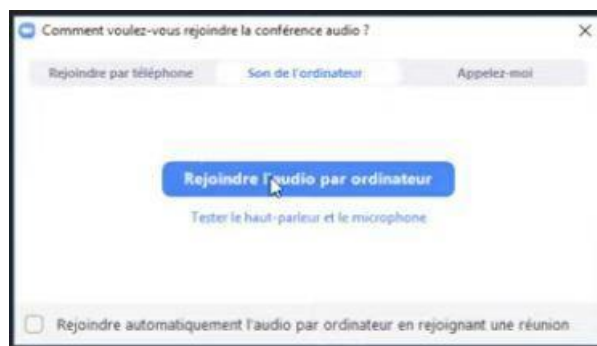 Comment voulez-vous rejoindre la conférence audio ?
Rejoindre par téléphone
Son de l'ordinateur
Appelez-moi
Rejoindre l'audio par ordinateur
Tester le haut-parleur et le microphone
Rejoindre automatiquement l'audio par ordinateur en rejoignant une réunion